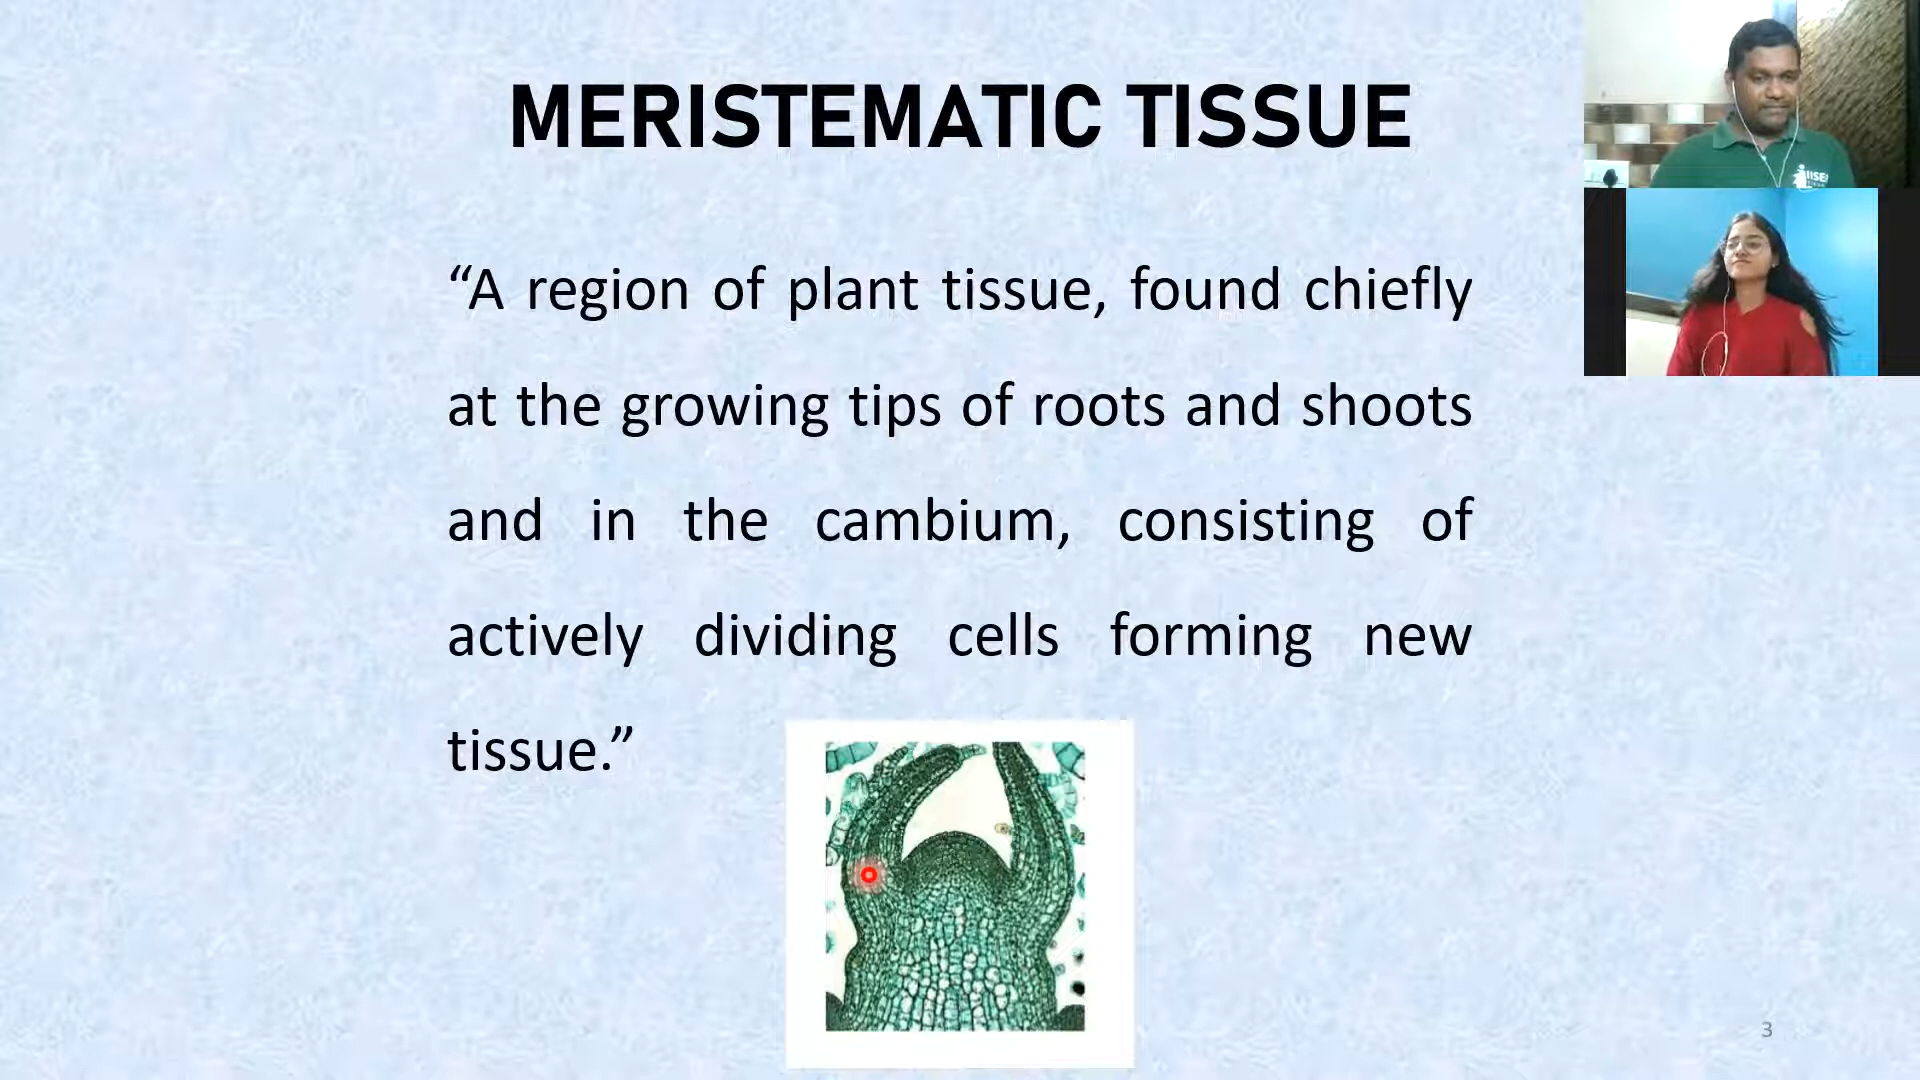 MERISTEMATIC TISSUE
“A region of plant tissue, found chiefly
at the growing tips of roots and shoots
and in the cambium, consisting of
actively dividing cells forming new
tissue.”
IISE
3